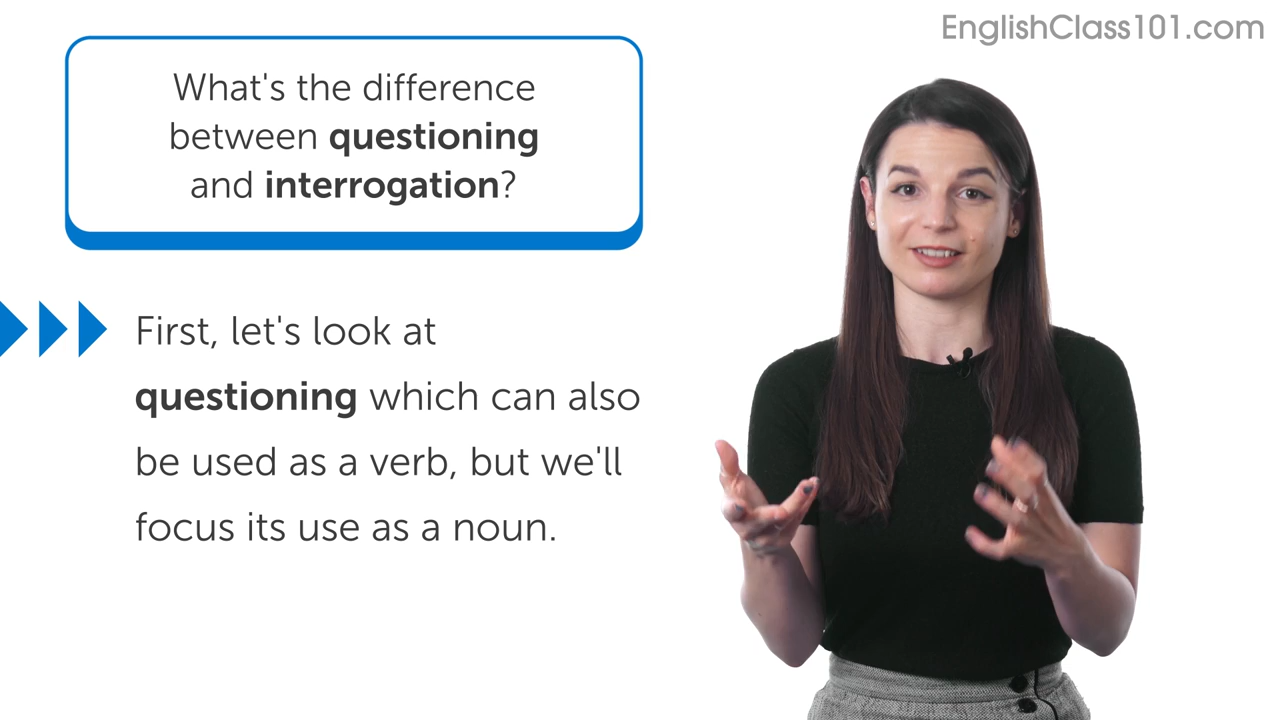 EnglishClass101.com
What's the difference
between questioning
and interrogation?
First, let's look at
questioning which can also
be used as a verb, but we'll
focus its use as a noun.